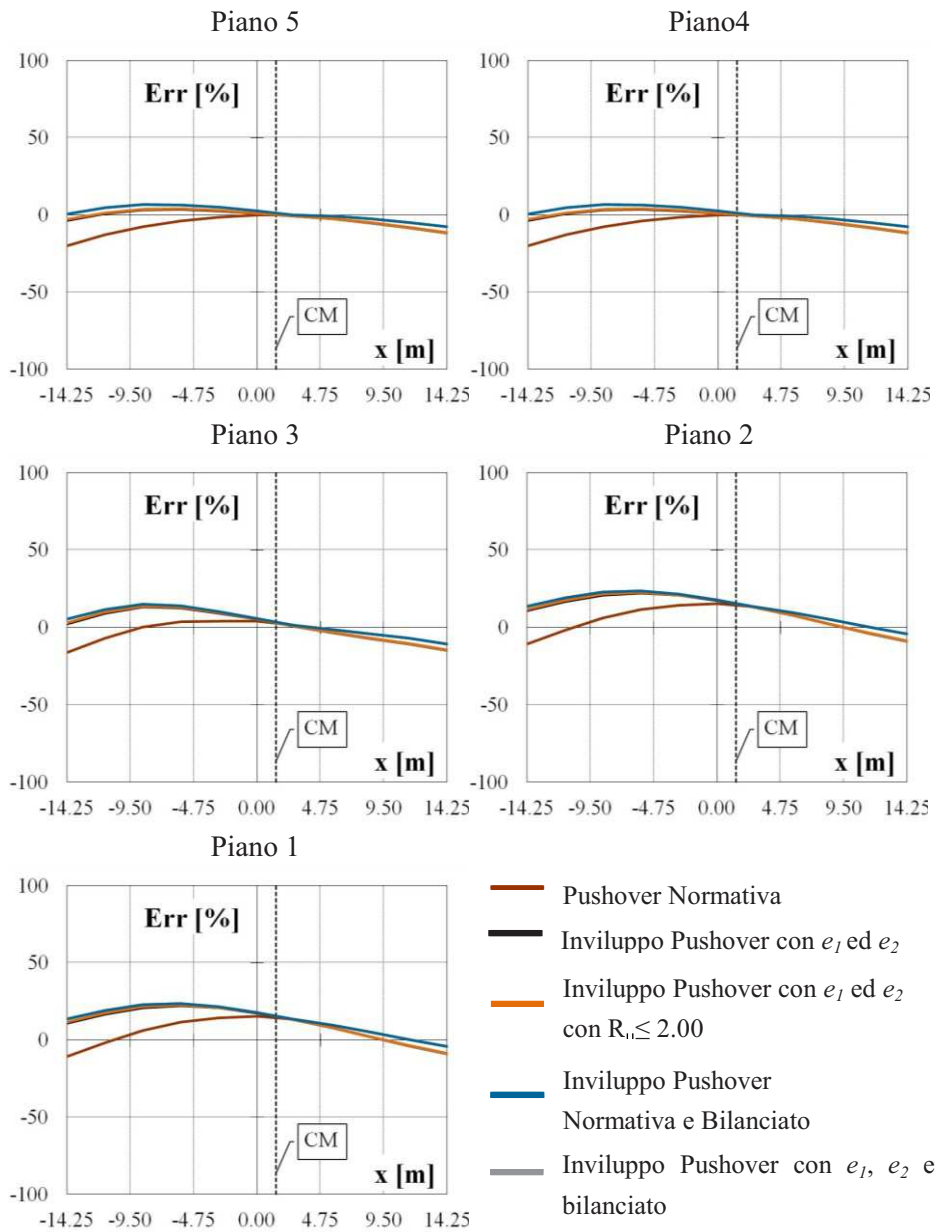 Piano 5
100
50
0
-50
-100
Err [%]
CM
x [m]
-14.25 -9.50 -4.75 0.00 4.75 9.50 14.25
Piano4
100
50
0
-50
-100
Err [%]
CM
x [m]
-14.25 -9.50 -4.75 0.00 4.75 9.50 14.25
Piano 3
100
50
0
-50
-100
Err [%]
CM
x [m]
-14.25 -9.50 -4.75 0.00 4.75 9.50 14.25
Piano 2
100
50
0
-50
-100
Err [%]
CM
x [m]
-14.25 -9.50 -4.75 0.00 4.75 9.50 14.25
Piano 1
100
50
0
-50
-100
Err [%]
CM
x [m]
-14.25 -9.50 -4.75 0.00 4.75 9.50 14.25
Pushover Normativa
Inviluppo Pushover con e1 ed e2
Inviluppo Pushover con e1 ed e2
con R ≤ 2.00
Inviluppo Pushover
Normativa e Bilanciato
Inviluppo Pushover con e1, e2 e
bilanciato